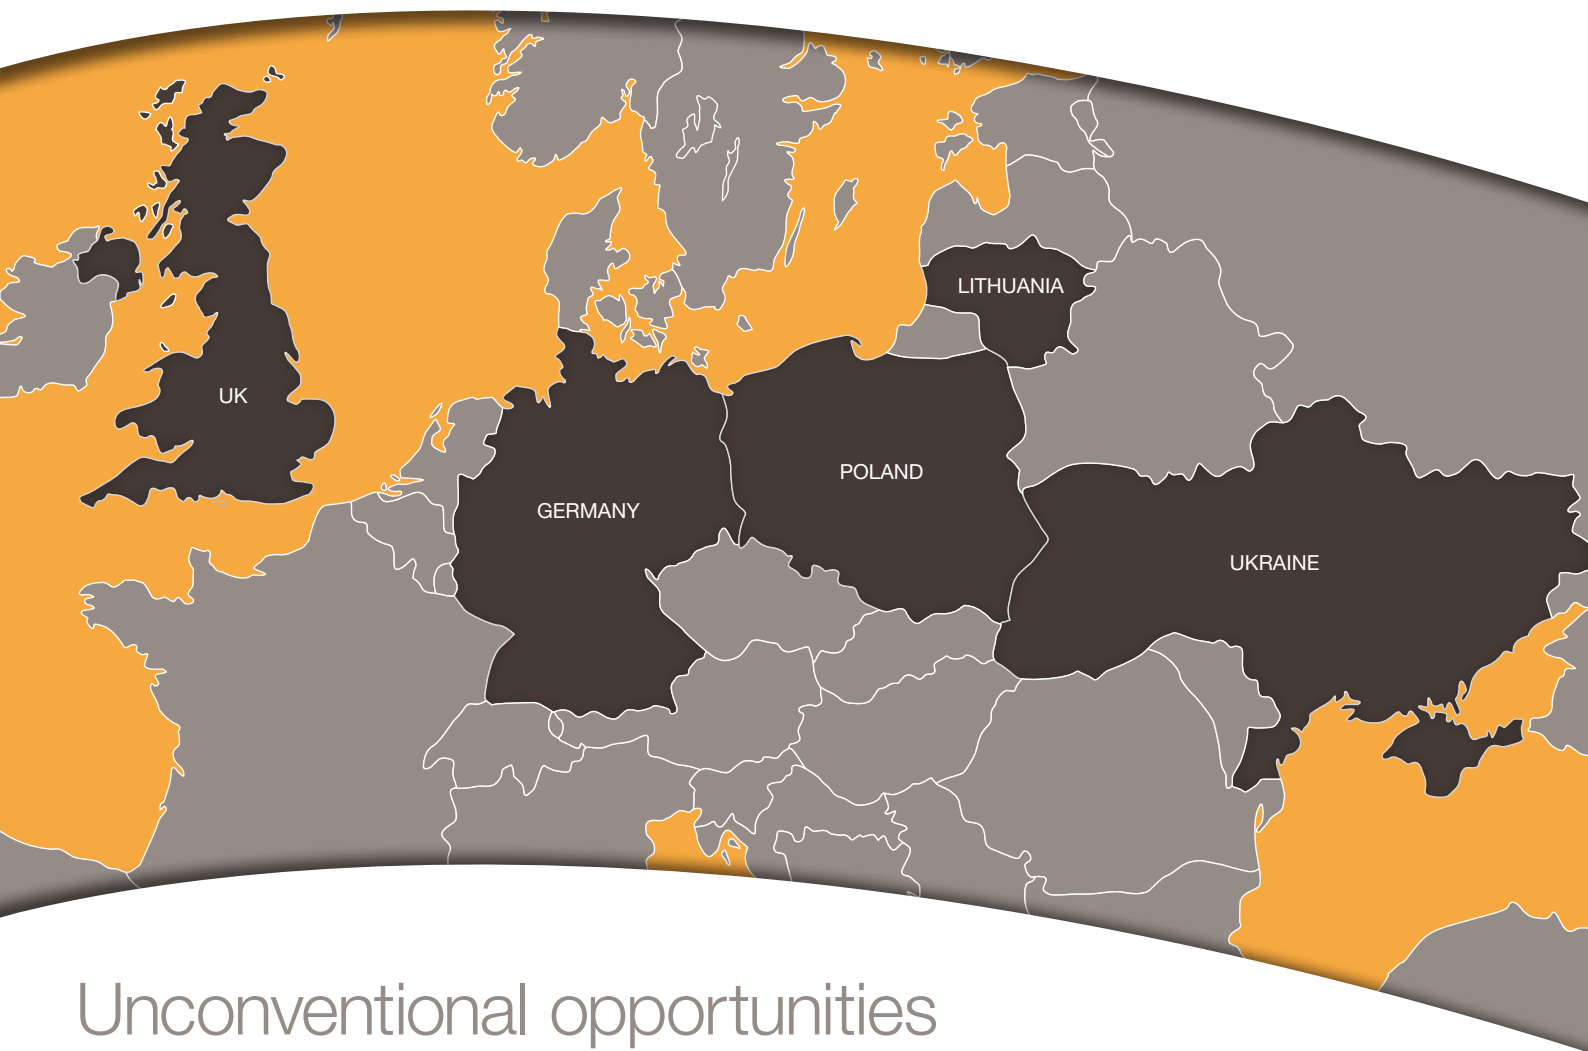 LITHUANIA
UK
POLAND
GERMANY
UKRAINE
Unconventional opportunities